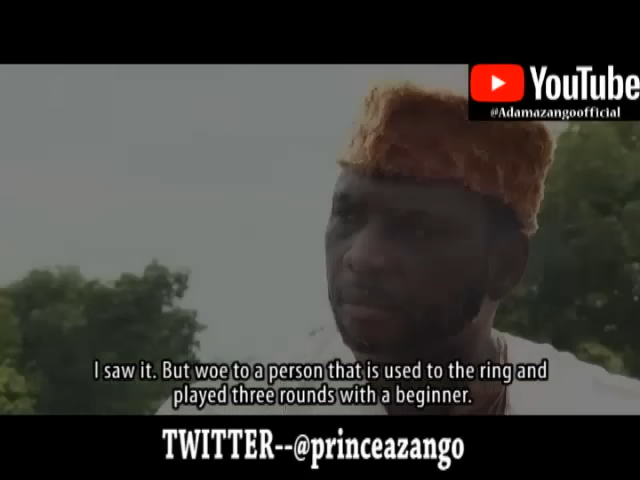 YouTube
@Adamazangoofficial
I saw it. But woe to a person that is used to the ring and
played three rounds with a beginner.
TWITTER--@princeazango